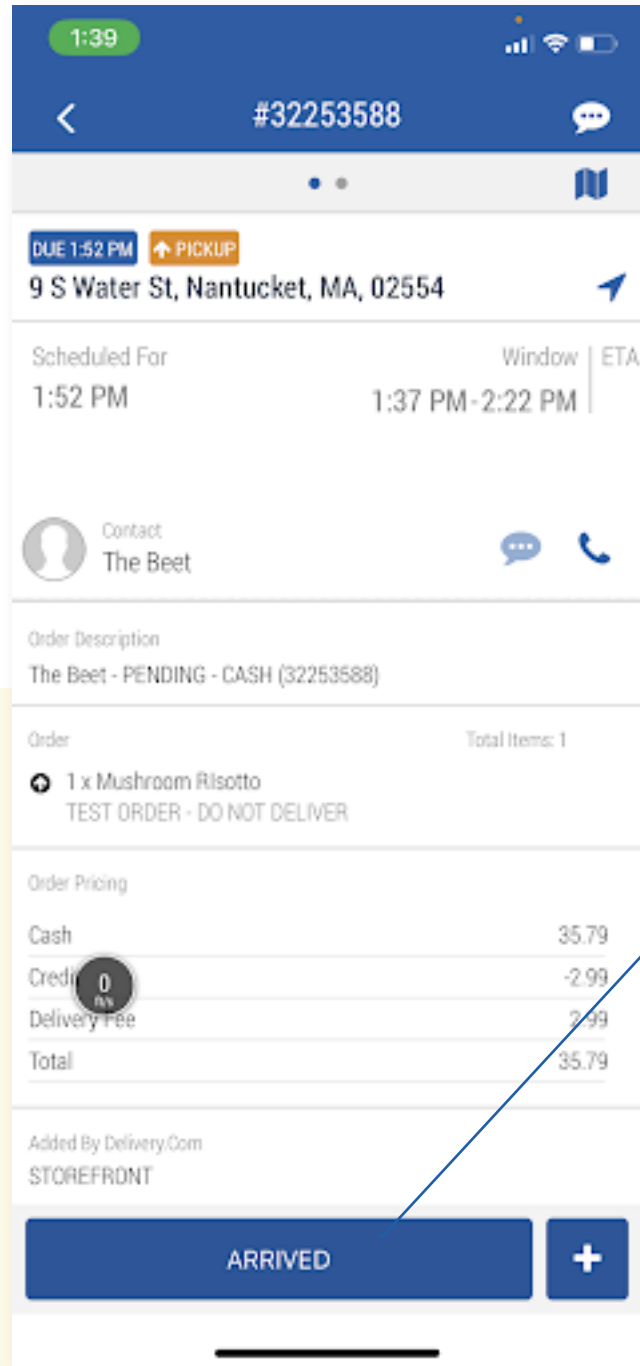 1:39
#32253588
DUE 1:52 PM PICKUP
9 S Water St, Nantucket, MA, 02554
Scheduled For Window ETA
1:52 PM 1:37 PM-2:22 PM
Contact
The Beet
Order Description
The Beet - PENDING - CASH (32253588)
Order Total Items: 1
1 x Mushroom RIsotto
TEST ORDER - DO NOT DELIVER
Order Pricing
Cash 35.79
Credi -2.99
0
Delivery Fee 2.99
Total 35.79
Added By Delivery.Com
STOREFRONT
ARRIVED +